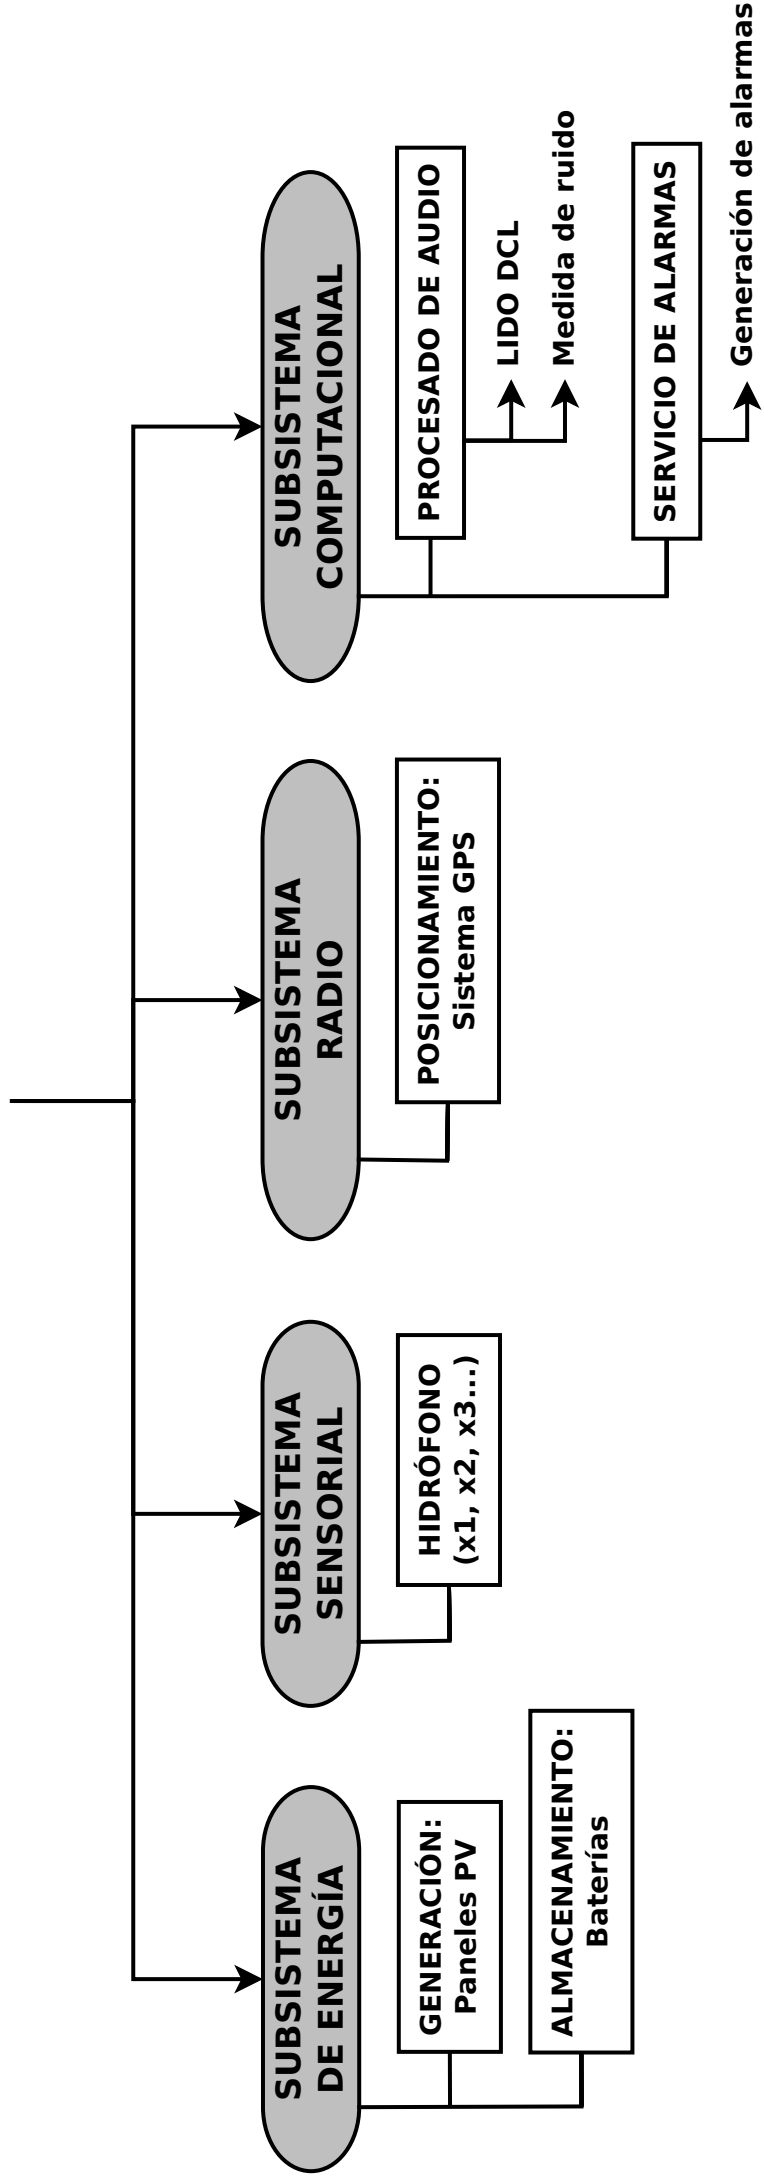 SUBSISTEMA
DE ENERGÍA
GENERACIÓN:
Paneles PV
ALMACENAMIENTO:
Baterías
SUBSISTEMA
SENSORIAL
HIDRÓFONO
(x1, x2, x3...)
SUBSISTEMA
RADIO
POSICIONAMIENTO:
Sistema GPS
SUBSISTEMA
COMPUTACIONAL
PROCESADO DE AUDIO
LIDO DCL
Medida de ruido
SERVICIO DE ALARMAS
Generación de alarmas